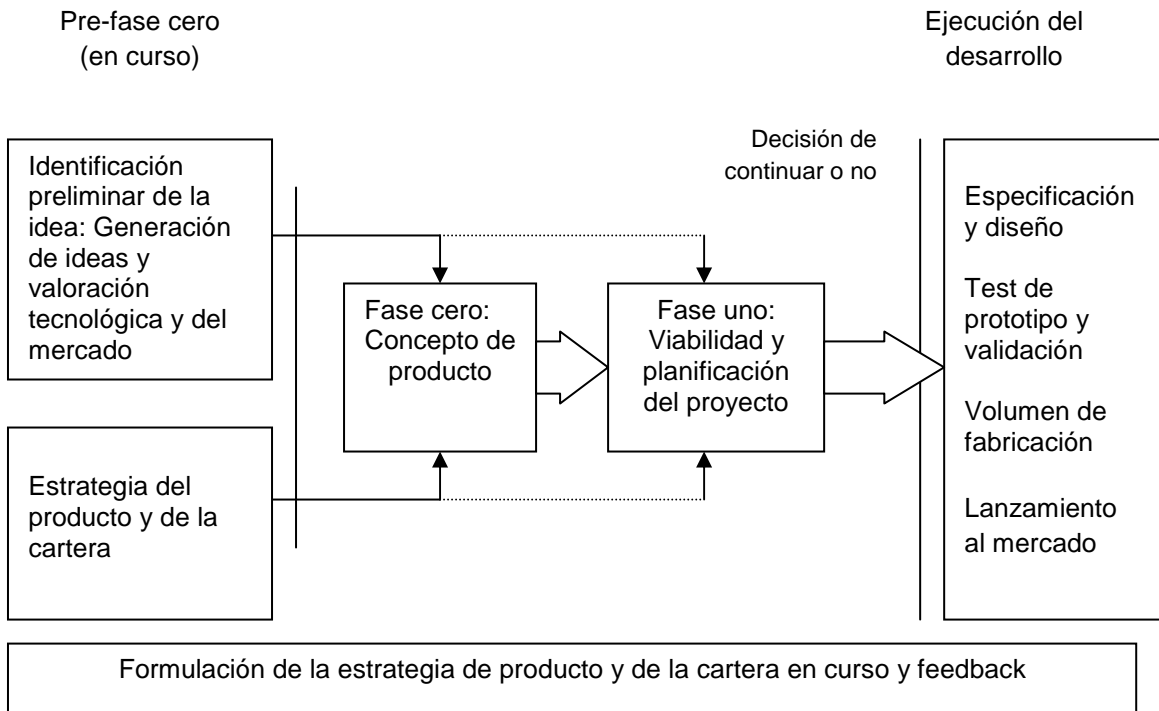 Pre-fase cero
(en curso)
Ejecución del
desarrollo
Decisión de
continuar o no
Identificación
preliminar de la
idea: Generación
de ideas y
valoración
tecnológica y del
mercado
Estrategia del
producto y de la
cartera
Fase cero:
Concepto de
producto
Fase uno:
Viabilidad y
planificación
del proyecto
Especificación
y diseño
Test de
prototipo y
validación
Volumen de
fabricación
Lanzamiento
al mercado
Formulación de la estrategia de producto y de la cartera en curso y feedback